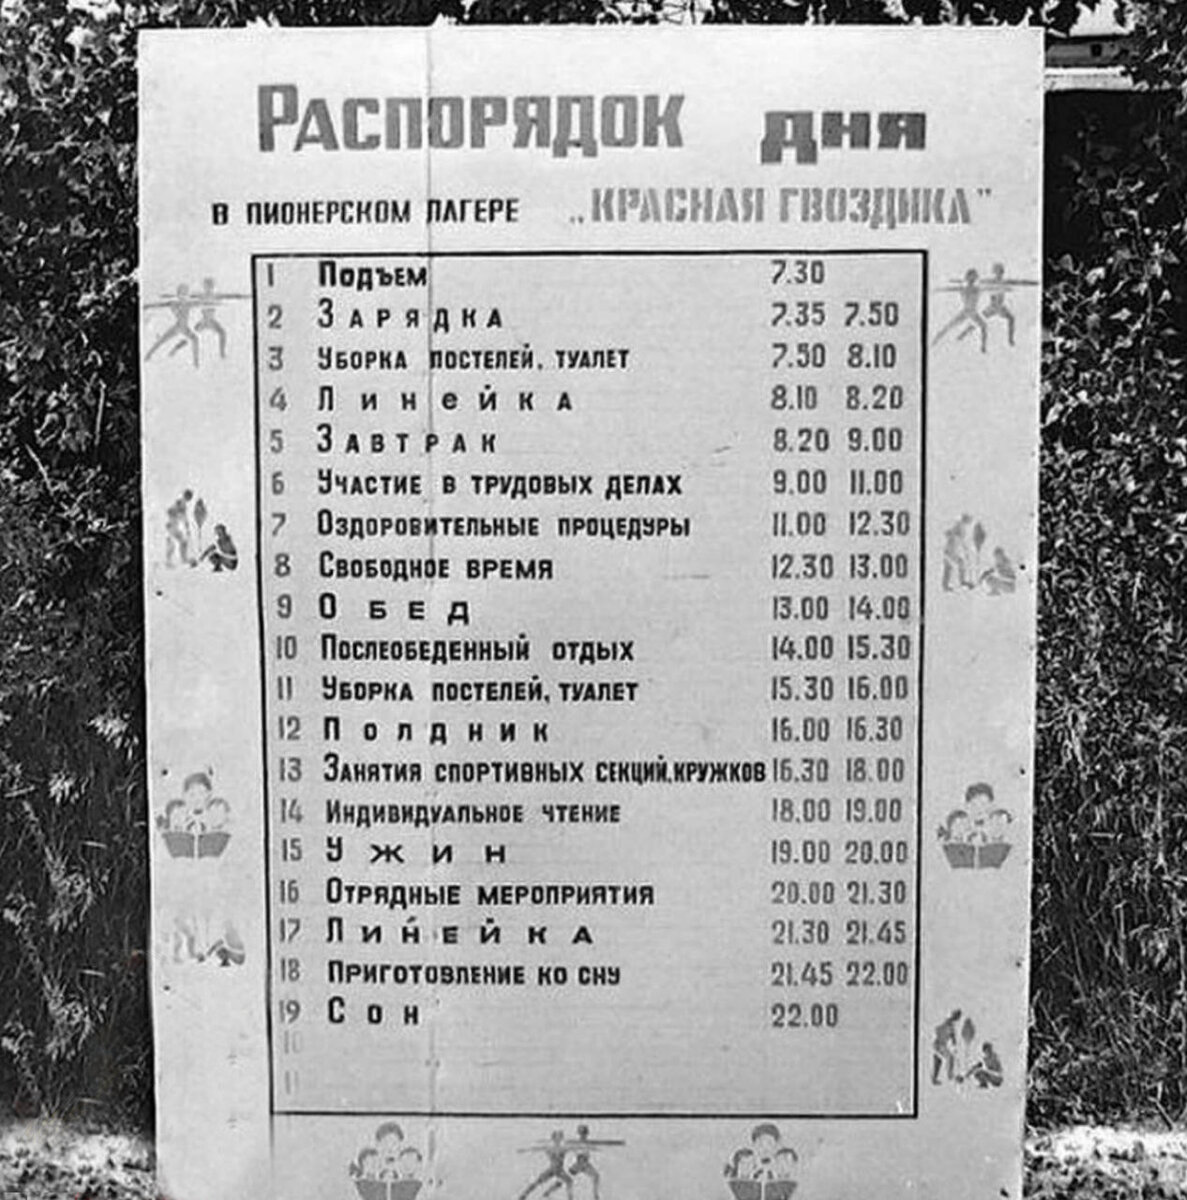 Распорядок дня
в пионерском лагере „Красная гвоздика"
1 Подъем 7.30
2 Зарядка 7.35 7.50
3 Уборка постелей, туалет 7.50 8.10
4 Линейка 8.10 8.20
5 Завтрак 8.20 9.00
6 Участие в трудовых делах 9.00 11.00
7 Оздоровительные процедуры 11.00 12.30
8 Свободное время 12.30 13.00
9 Обед 13.00 14.00
10 Послеобеденный отдых 14.00 15.30
11 Уборка постелей, туалет 15.30 16.00
12 Полдник 16.00 16.30
13 Занятия спортивных секций, кружков 16.30 18.00
14 Индивидуальное чтение 18.00 19.00
15 Ужин 19.00 20.00
16 Отрядные мероприятия 20.00 21.30
17 Линейка 21.30 21.45
18 Приготовление ко сну 21.45 22.00
19 Сон 22.00
10
11